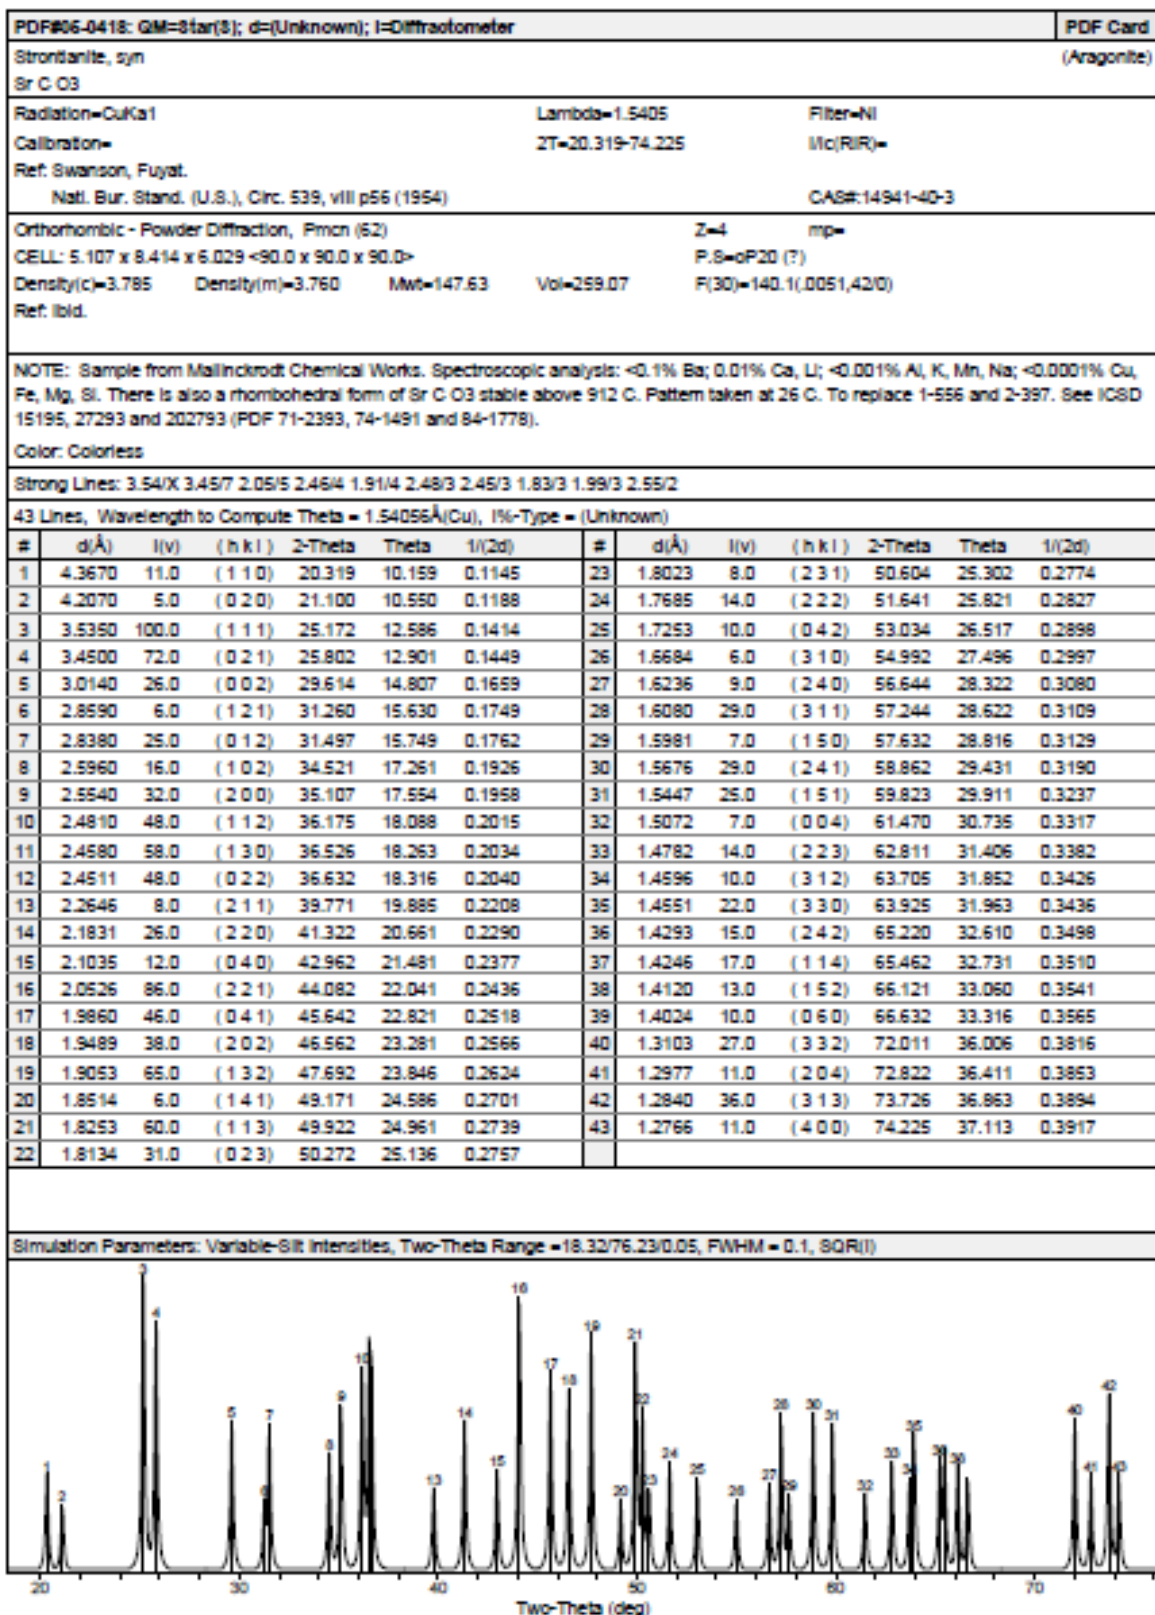 PDF#05-0418: QM=Star(S); d=(Unknown); I=Diffractometer PDF Card
Strontianite, syn (Aragonite)
Sr C O3
Radiation=CuKa1 Lambda=1.5405 Filter=Ni
Calibration= 2T=20.319-74.225 I/Ic(RIR)=
Ref: Swanson, Fuyat.
Natl. Bur. Stand. (U.S.), Circ. 539, viii p56 (1954) CAS#:14941-40-3
Orthorhombic - Powder Diffraction, Pmcn (62) Z=4 mp=
CELL: 5.107 x 8.414 x 6.029 <90.0 x 90.0 x 90.0> P.S=oP20 (?)
Density(c)=3.785 Density(m)=3.760 Mwt=147.63 Vol=259.07 F(30)=140.1(.0051,42/0)
Ref: Ibid.
NOTE: Sample from Mallinckrodt Chemical Works. Spectroscopic analysis: <0.1% Ba; 0.01% Ca, Li; <0.001% Al, K, Mn, Na; <0.0001% Cu,
Fe, Mg, Si. There is also a rhombohedral form of Sr C O3 stable above 912 C. Pattern taken at 26 C. To replace 1-556 and 2-397. See ICSD
15195, 27293 and 202793 (PDF 71-2393, 74-1491 and 84-1778).
Color: Colorless
Strong Lines: 3.54/X 3.45/7 2.05/5 2.46/4 1.91/4 2.48/3 2.45/3 1.83/3 1.99/3 2.55/2
43 Lines, Wavelength to Compute Theta = 1.54056Å(Cu), I%-Type = (Unknown)
# d(Å) I(v) (h k l) 2-Theta Theta 1/(2d) # d(Å) I(v) (h k l) 2-Theta Theta 1/(2d)
1 4.3670 11.0 (1 1 0) 20.319 10.159 0.1145 23 1.8023 8.0 (2 3 1) 50.604 25.302 0.2774
2 4.2070 5.0 (0 2 0) 21.100 10.550 0.1188 24 1.7685 14.0 (2 2 2) 51.641 25.821 0.2827
3 3.5350 100.0 (1 1 1) 25.172 12.586 0.1414 25 1.7253 10.0 (0 4 2) 53.034 26.517 0.2898
4 3.4500 72.0 (0 2 1) 25.802 12.901 0.1449 26 1.6684 6.0 (3 1 0) 54.992 27.496 0.2997
5 3.0140 26.0 (0 0 2) 29.614 14.807 0.1659 27 1.6236 9.0 (2 4 0) 56.644 28.322 0.3080
6 2.8590 6.0 (1 2 1) 31.260 15.630 0.1749 28 1.6080 29.0 (3 1 1) 57.244 28.622 0.3109
7 2.8380 25.0 (0 1 2) 31.497 15.749 0.1762 29 1.5981 7.0 (1 5 0) 57.632 28.816 0.3129
8 2.5960 16.0 (1 0 2) 34.521 17.261 0.1926 30 1.5676 29.0 (2 4 1) 58.862 29.431 0.3190
9 2.5540 32.0 (2 0 0) 35.107 17.554 0.1958 31 1.5447 25.0 (1 5 1) 59.823 29.911 0.3237
10 2.4810 48.0 (1 1 2) 36.175 18.088 0.2015 32 1.5072 7.0 (0 0 4) 61.470 30.735 0.3317
11 2.4580 58.0 (1 3 0) 36.526 18.263 0.2034 33 1.4782 14.0 (2 2 3) 62.811 31.406 0.3382
12 2.4511 48.0 (0 2 2) 36.632 18.316 0.2040 34 1.4596 10.0 (3 1 2) 63.705 31.852 0.3426
13 2.2646 8.0 (2 1 1) 39.771 19.885 0.2208 35 1.4551 22.0 (3 3 0) 63.925 31.963 0.3436
14 2.1831 26.0 (2 2 0) 41.322 20.661 0.2290 36 1.4293 15.0 (2 4 2) 65.220 32.610 0.3498
15 2.1035 12.0 (0 4 0) 42.962 21.481 0.2377 37 1.4246 17.0 (1 1 4) 65.462 32.731 0.3510
16 2.0526 86.0 (2 2 1) 44.082 22.041 0.2436 38 1.4120 13.0 (1 5 2) 66.121 33.060 0.3541
17 1.9860 46.0 (0 4 1) 45.642 22.821 0.2518 39 1.4024 10.0 (0 6 0) 66.632 33.316 0.3565
18 1.9489 38.0 (2 0 2) 46.562 23.281 0.2566 40 1.3103 27.0 (3 3 2) 72.011 36.006 0.3816
19 1.9053 65.0 (1 3 2) 47.692 23.846 0.2624 41 1.2977 11.0 (2 0 4) 72.822 36.411 0.3853
20 1.8514 6.0 (1 4 1) 49.171 24.586 0.2701 42 1.2840 36.0 (3 1 3) 73.726 36.863 0.3894
21 1.8253 60.0 (1 1 3) 49.922 24.961 0.2739 43 1.2766 11.0 (4 0 0) 74.225 37.113 0.3917
22 1.8134 31.0 (0 2 3) 50.272 25.136 0.2757
Simulation Parameters: Variable-Slit Intensities, Two-Theta Range =18.32/76.23/0.05, FWHM = 0.1, SQR(I)
1 2 3 4 5 6 7 8 9 10 13 14 15 16 17 18 19 20 21 22 23 24 25 26 27 28 29 30 31 32 33 34 35 36 38 40 41 42 43
20 30 40 50 60 70
Two-Theta (deg)